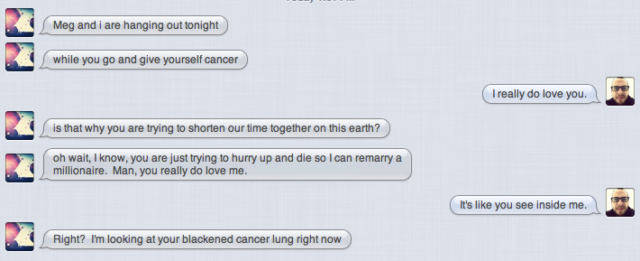 Meg and i are hanging out tonight
while you go and give yourself cancer
I really do love you.
is that why you are trying to shorten our time together on this earth?
oh wait, I know, you are just trying to hurry up and die so I can remarry a
millionaire.  Man, you really do love me.
It's like you see inside me.
Right?  I'm looking at your blackened cancer lung right now